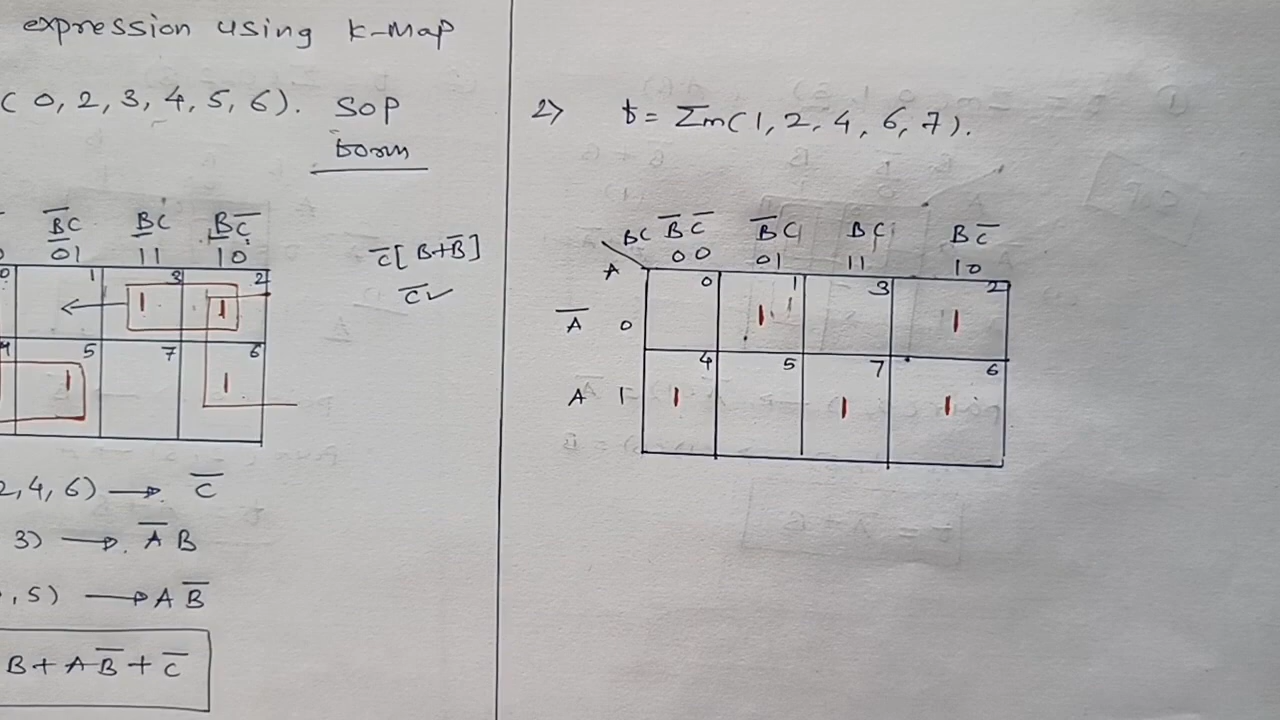 expression using K-Map
( 0, 2, 3, 4, 5, 6). SOP
form
B̅C BC BC̅
01 11 10
0 1 3 2
1 1
4 5 7 6
1 1
C̅[ B+B̅]
C̅✓
2,4,6) → C̅
3) → A̅ B
, 5) → A B̅
B + A B̅ + C̅
2> f = Σm( 1, 2, 4, 6, 7).
BC B̅ C̅ B̅ C BC B C̅
A 00 01 11 10
0 1 3 2
A̅ 0 1 1
4 5 7 6
A 1 1 1 1